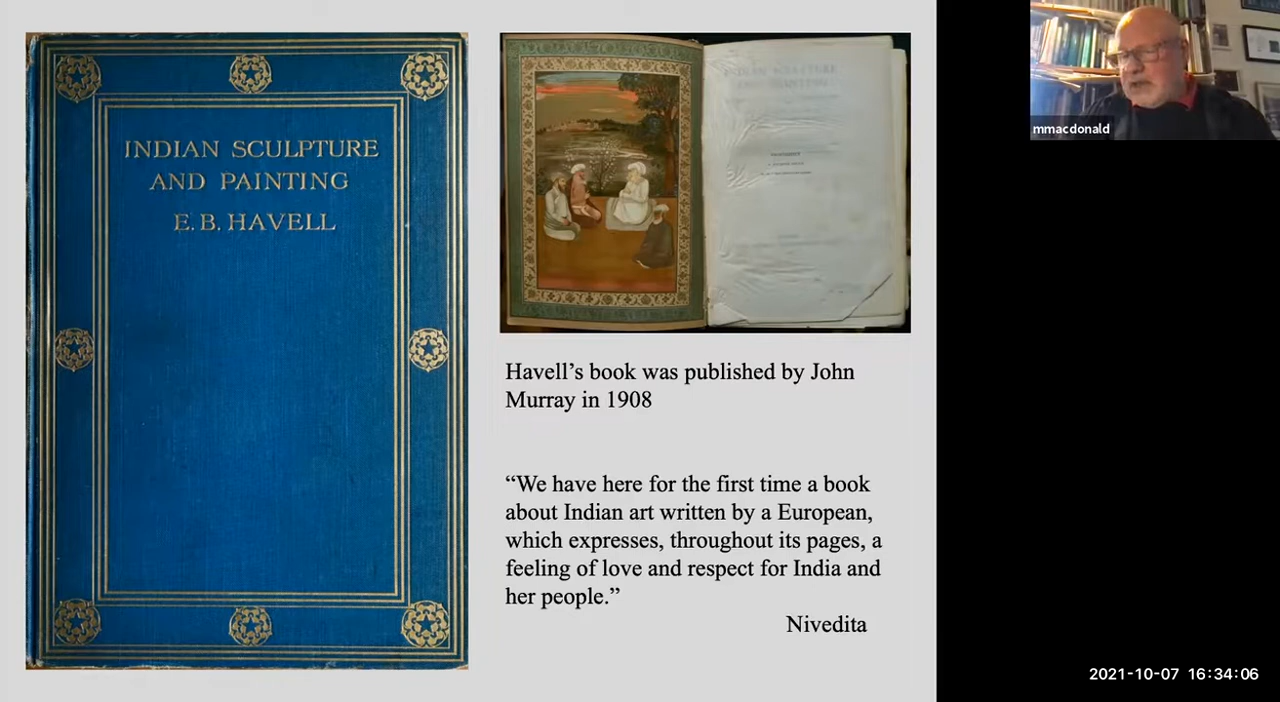 INDIAN SCULPTURE
AND PAINTING
E. B. HAVELL
Havell’s book was published by John
Murray in 1908
“We have here for the first time a book
about Indian art written by a European,
which expresses, throughout its pages, a
feeling of love and respect for India and
her people.”
Nivedita
mmacdonald
2021-10-07 16:34:06